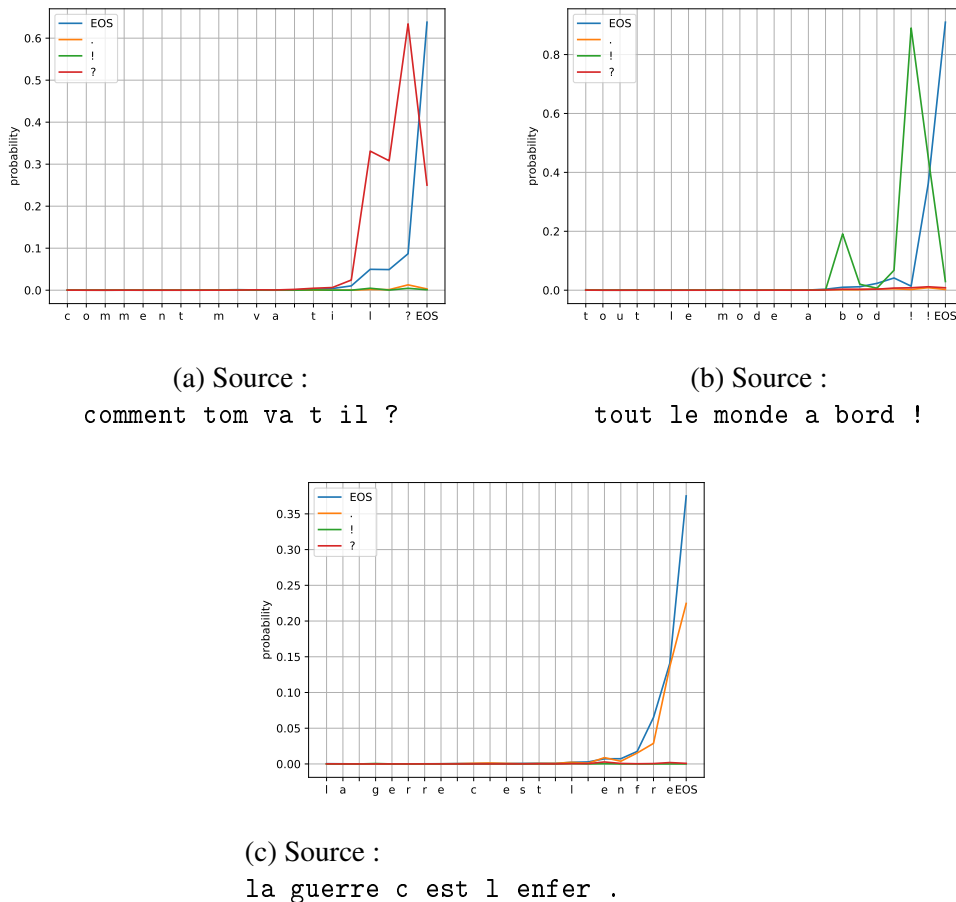 0.6
0.5
0.4
0.3
0.2
0.1
0.0
probability
EOS
.
!
?
c o m m e n t m v a t i l ? EOS
(a) Source :
comment tom va t il ?
0.8
0.6
0.4
0.2
0.0
probability
EOS
.
!
?
t o u t l e m o d e a b o d ! ! EOS
(b) Source :
tout le monde a bord !
0.35
0.30
0.25
0.20
0.15
0.10
0.05
0.00
probability
EOS
.
!
?
l a g e r r e c e s t l e n f r e EOS
(c) Source :
la guerre c est l enfer .